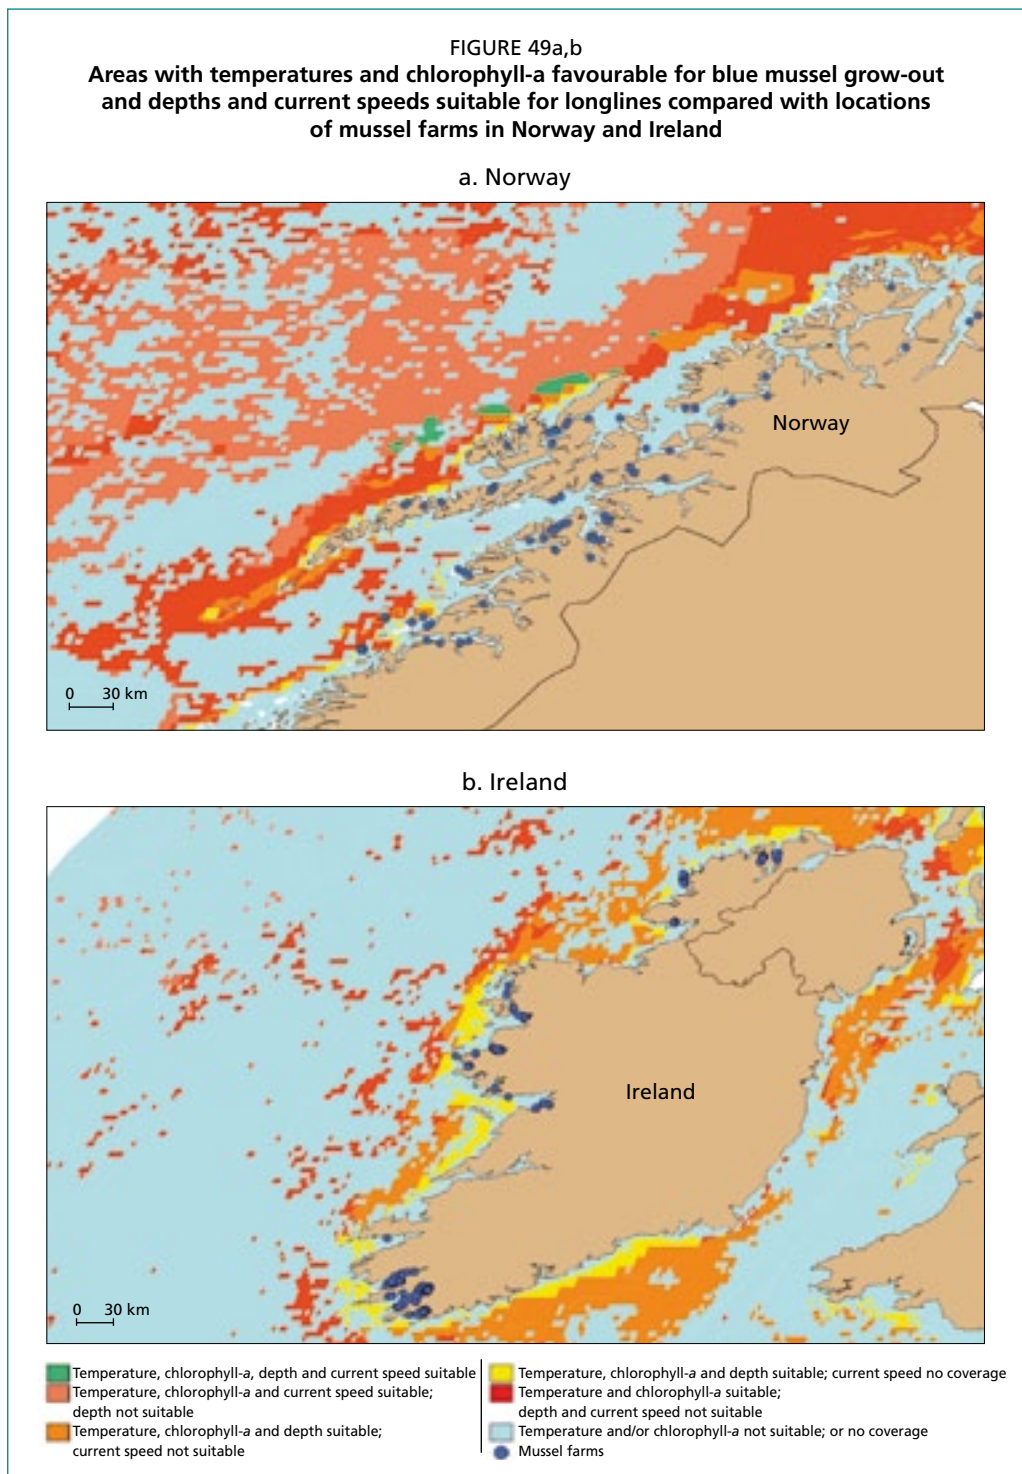 FIGURE 49a,b
Areas with temperatures and chlorophyll-a favourable for blue mussel grow-out
and depths and current speeds suitable for longlines compared with locations
of mussel farms in Norway and Ireland
a. Norway
Norway
0 30 km
b. Ireland
Ireland
0 30 km
Temperature, chlorophyll-a, depth and current speed suitable
Temperature, chlorophyll-a and current speed suitable;
depth not suitable
Temperature, chlorophyll-a and depth suitable;
current speed not suitable
Temperature, chlorophyll-a and depth suitable; current speed no coverage
Temperature and chlorophyll-a suitable;
depth and current speed not suitable
Temperature and/or chlorophyll-a not suitable; or no coverage
Mussel farms